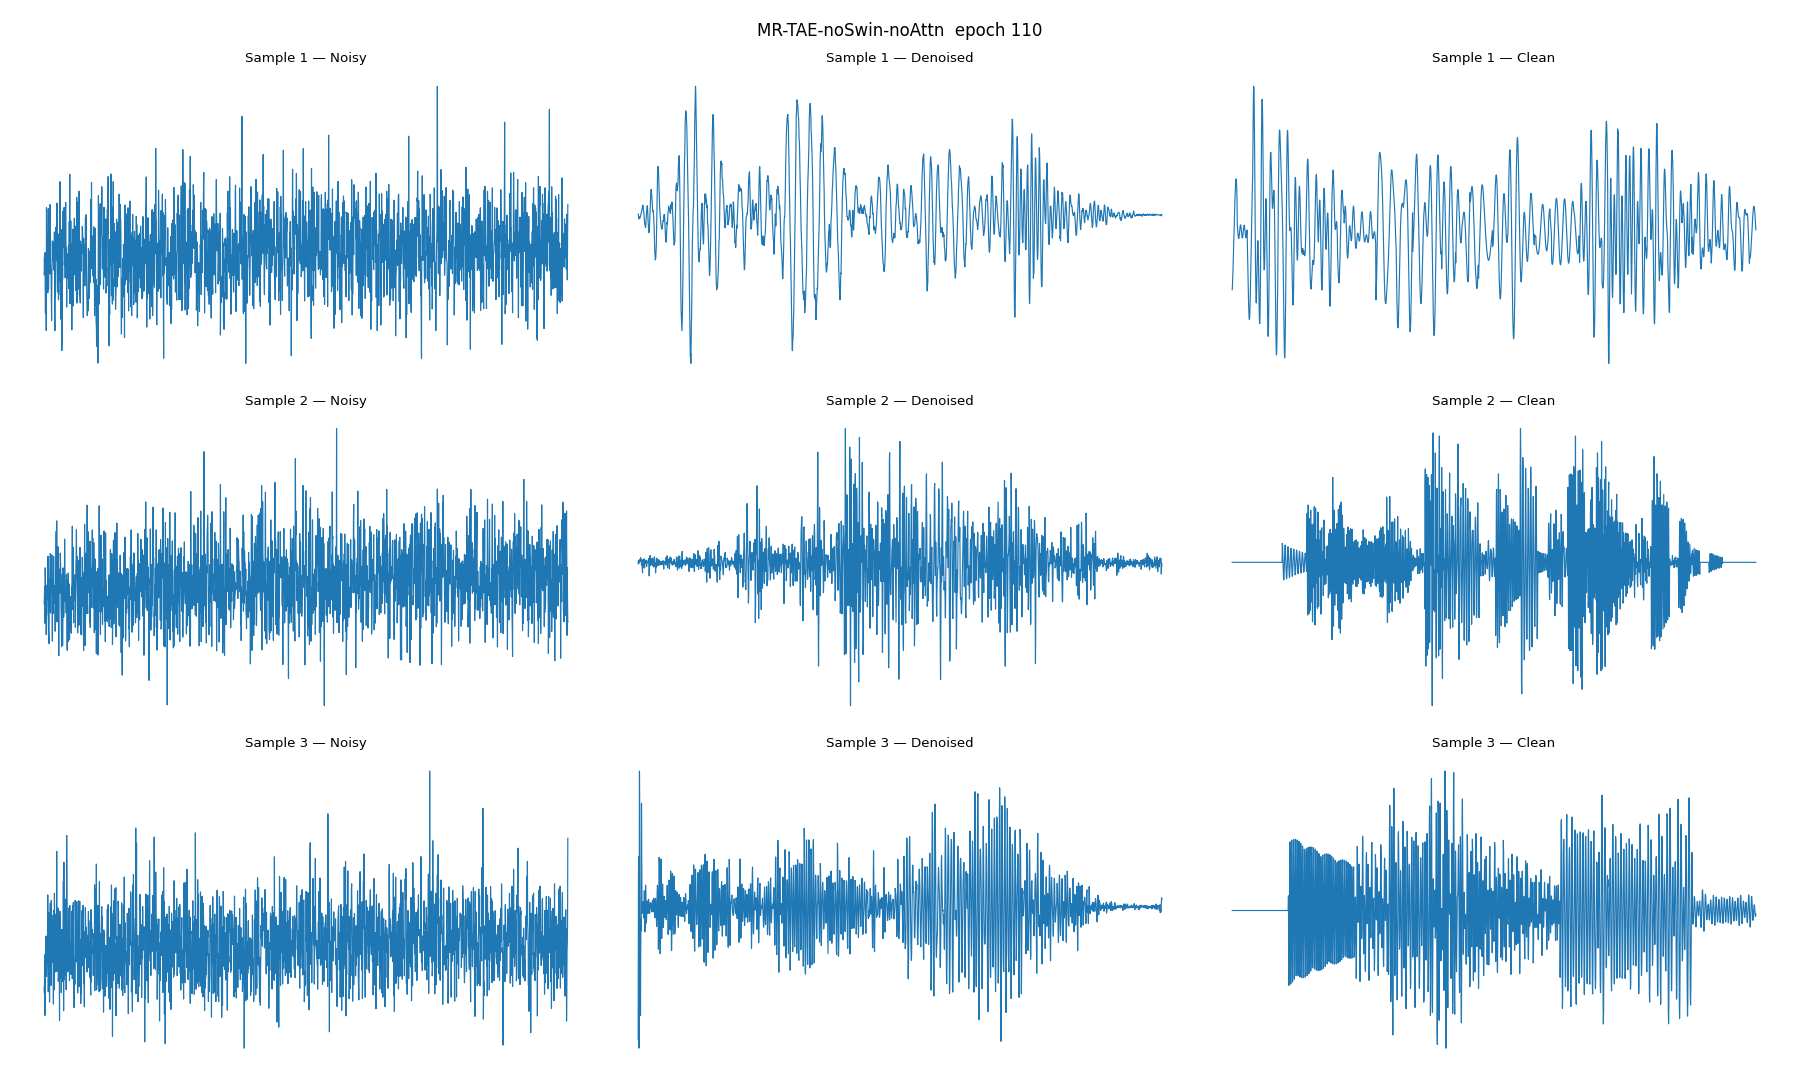 MR-TAE-noSwin-noAttn  epoch 110
Sample 1 — Noisy
Sample 1 — Denoised
Sample 1 — Clean
Sample 2 — Noisy
Sample 2 — Denoised
Sample 2 — Clean
Sample 3 — Noisy
Sample 3 — Denoised
Sample 3 — Clean